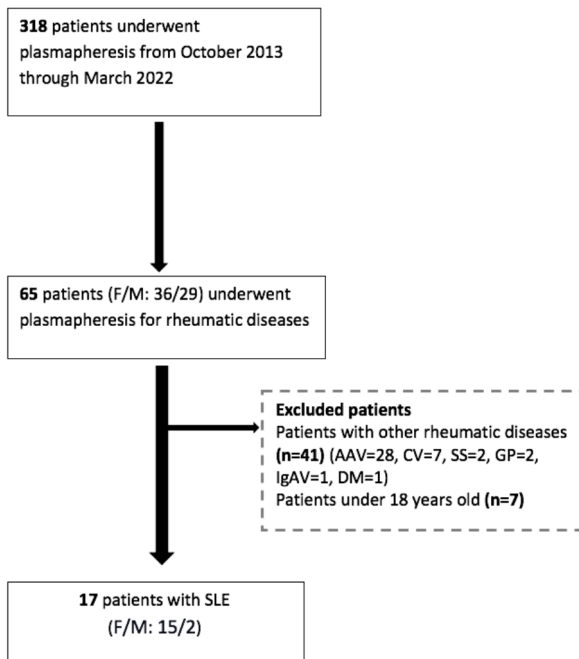 318 patients underwent
plasmapheresis from October 2013
through March 2022
65 patients (F/M: 36/29) underwent
plasmapheresis for rheumatic diseases
Excluded patients
Patients with other rheumatic diseases
(n=41) (AAV=28, CV=7, SS=2, GP=2,
IgAV=1, DM=1)
Patients under 18 years old (n=7)
17 patients with SLE
(F/M: 15/2)